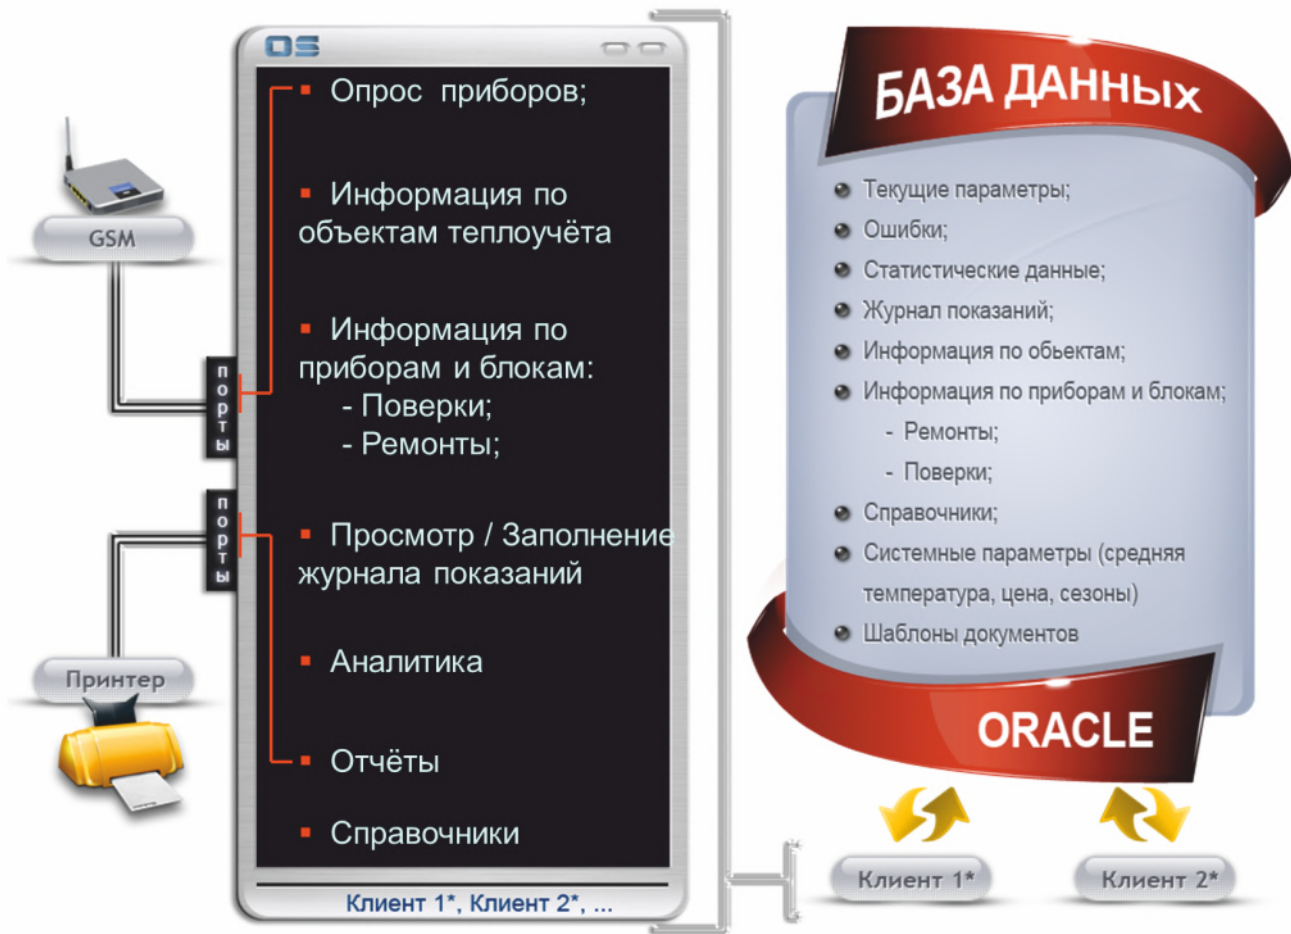 OS
▪ Опрос приборов;
▪ Информация по
объектам теплоучёта
▪ Информация по
приборам и блокам:
- Поверки;
- Ремонты;
▪ Просмотр / Заполнение
журнала показаний
▪ Аналитика
▪ Отчёты
▪ Справочники
Клиент 1*, Клиент 2*, ...
GSM
порты
порты
Принтер
БАЗА ДАННЫХ
Текущие параметры;
Ошибки;
Статистические данные;
Журнал показаний;
Информация по обьектам;
Информация по приборам и блокам;
- Ремонты;
- Поверки;
Справочники;
Системные параметры (средняя
температура, цена, сезоны)
Шаблоны документов
ORACLE
Клиент 1*
Клиент 2*